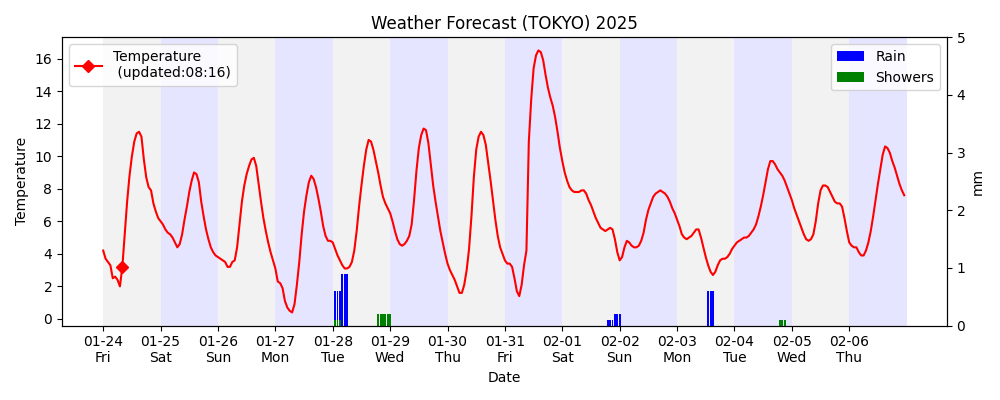 Weather Forecast (TOKYO) 2025
Temperature
(updated:08:16)
Rain
Showers
Temperature
16
14
12
10
8
6
4
2
0
5
4
3
2
1
0
mm
01-24 01-25 01-26 01-27 01-28 01-29 01-30 01-31 02-01 02-02 02-03 02-04 02-05 02-06
Fri Sat Sun Mon Tue Wed Thu Fri Sat Sun Mon Tue Wed Thu
Date